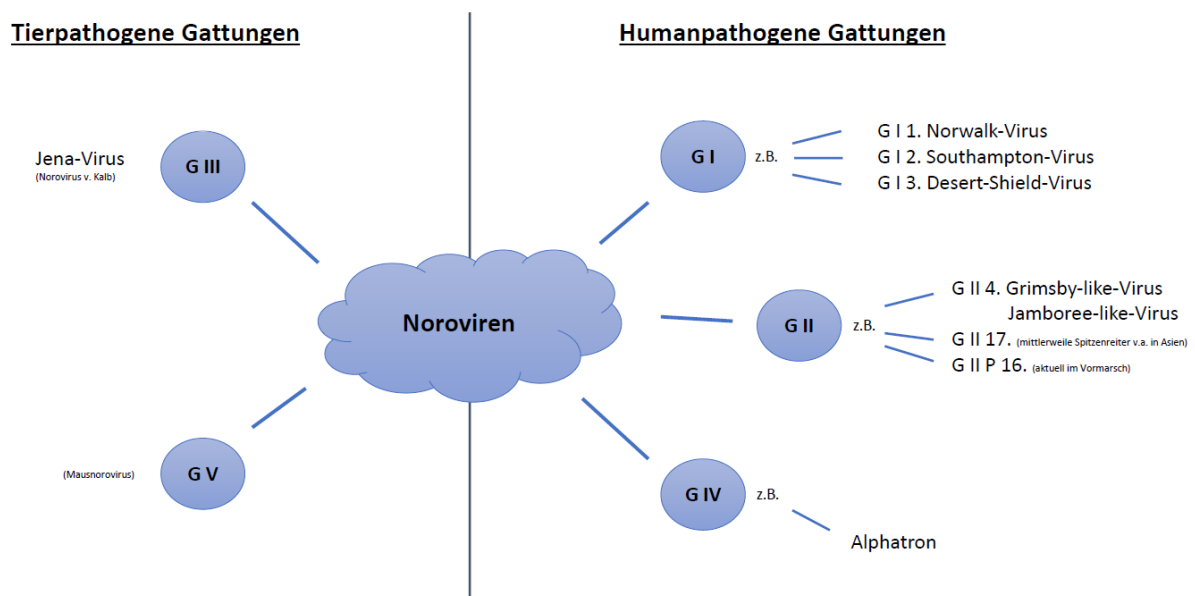 Tierpathogene Gattungen
Humanpathogene Gattungen
Jena-Virus
(Norovirus v. Kalb)
G III
(Mausnorovirus)
G V
Noroviren
G I
z.B.
G I 1. Norwalk-Virus
G I 2. Southampton-Virus
G I 3. Desert-Shield-Virus
G II
z.B.
G II 4. Grimsby-like-Virus
Jamboree-like-Virus
G II 17. (mittlerweile Spitzenreiter v.a. in Asien)
G II P 16. (aktuell im Vormarsch)
G IV
z.B.
Alphatron